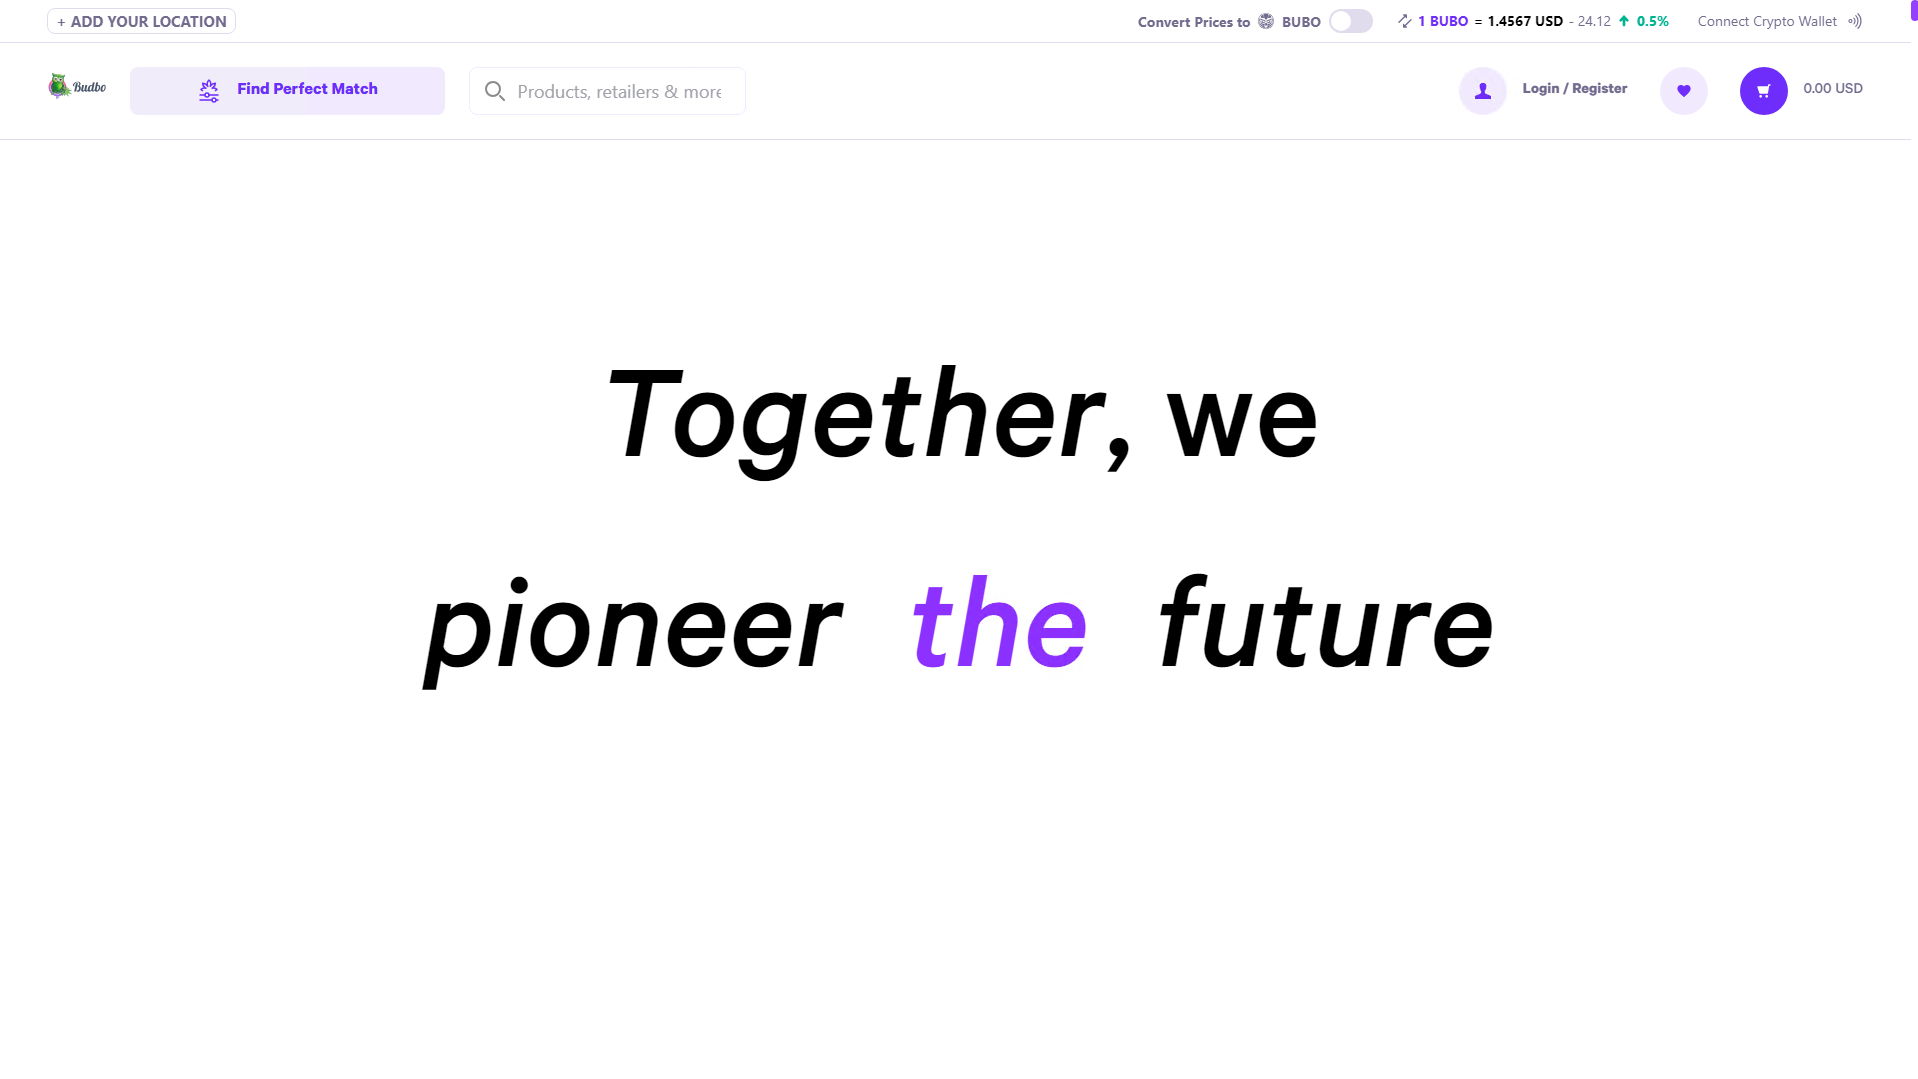 + ADD YOUR LOCATION
Convert Prices to BUBO
1 BUBO = 1.4567 USD - 24.12 0.5%
Connect Crypto Wallet
Budbo
Find Perfect Match
Products, retailers & more
Login / Register
0.00 USD
Together, we
pioneer the future